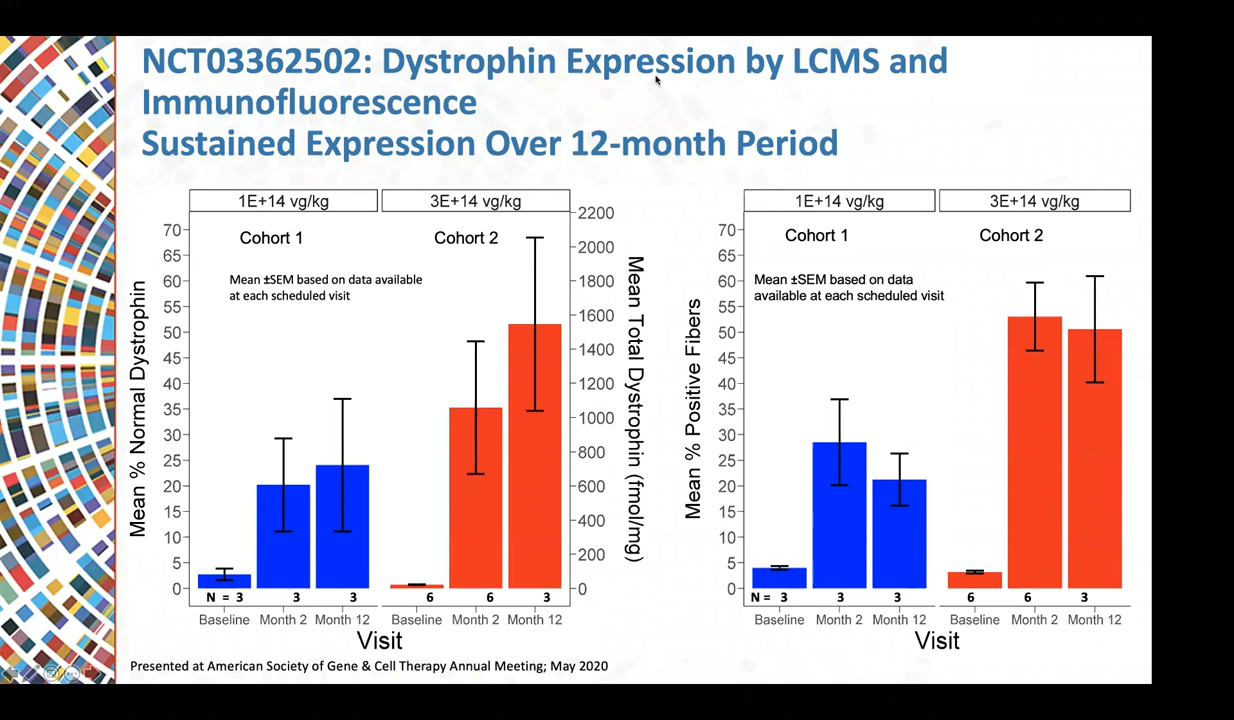 NCT03362502: Dystrophin Expression by LCMS and
Immunofluorescence
Sustained Expression Over 12-month Period
1E+14 vg/kg
3E+14 vg/kg
Cohort 1
Cohort 2
Mean ±SEM based on data available
at each scheduled visit
Mean % Normal Dystrophin
70
65
60
55
50
45
40
35
30
25
20
15
10
5
0
2200
2000
1800
1600
1400
1200
1000
800
600
400
200
0
Mean Total Dystrophin (fmol/mg)
N = 3 3 3 6 6 3
Baseline Month 2 Month 12 Baseline Month 2 Month 12
Visit
1E+14 vg/kg
3E+14 vg/kg
Cohort 1
Cohort 2
Mean ±SEM based on data
available at each scheduled visit
Mean % Positive Fibers
70
65
60
55
50
45
40
35
30
25
20
15
10
5
0
N = 3 3 3 6 6 3
Baseline Month 2 Month 12 Baseline Month 2 Month 12
Visit
Presented at American Society of Gene & Cell Therapy Annual Meeting; May 2020